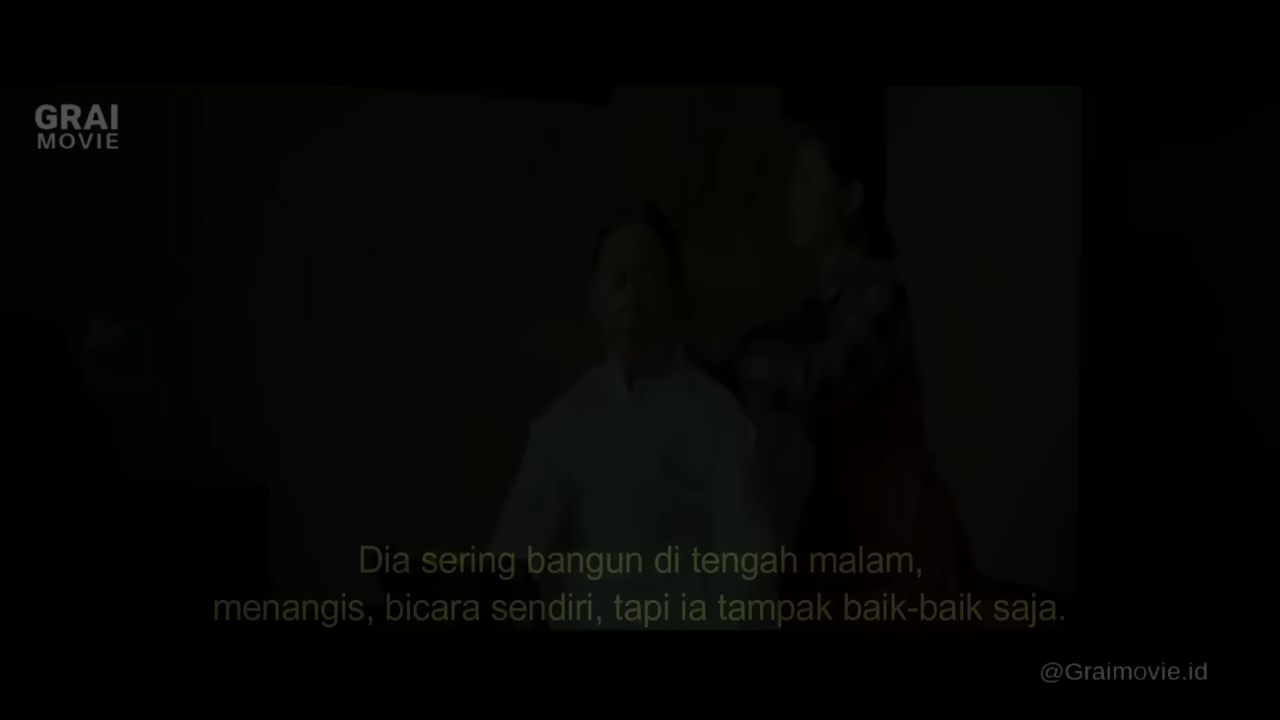 GRAI
MOVIE
Dia sering bangun di tengah malam,
menangis, bicara sendiri, tapi ia tampak baik-baik saja.
@Graimovie.id